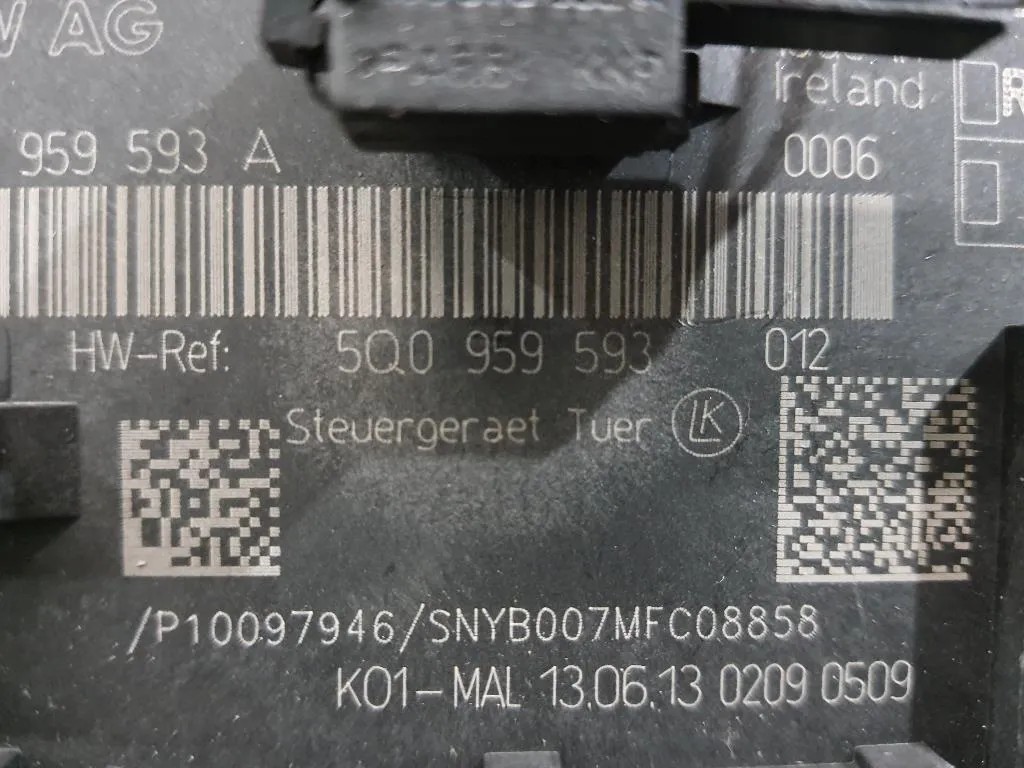 W AG
Ireland
959 593 A 0006
R
HW-Ref: 5Q0 959 593 012
Steuergeraet Tuer LK
/P10097946/SNYB007MFC08858
K01-MAL 13.06.13 0209 0509